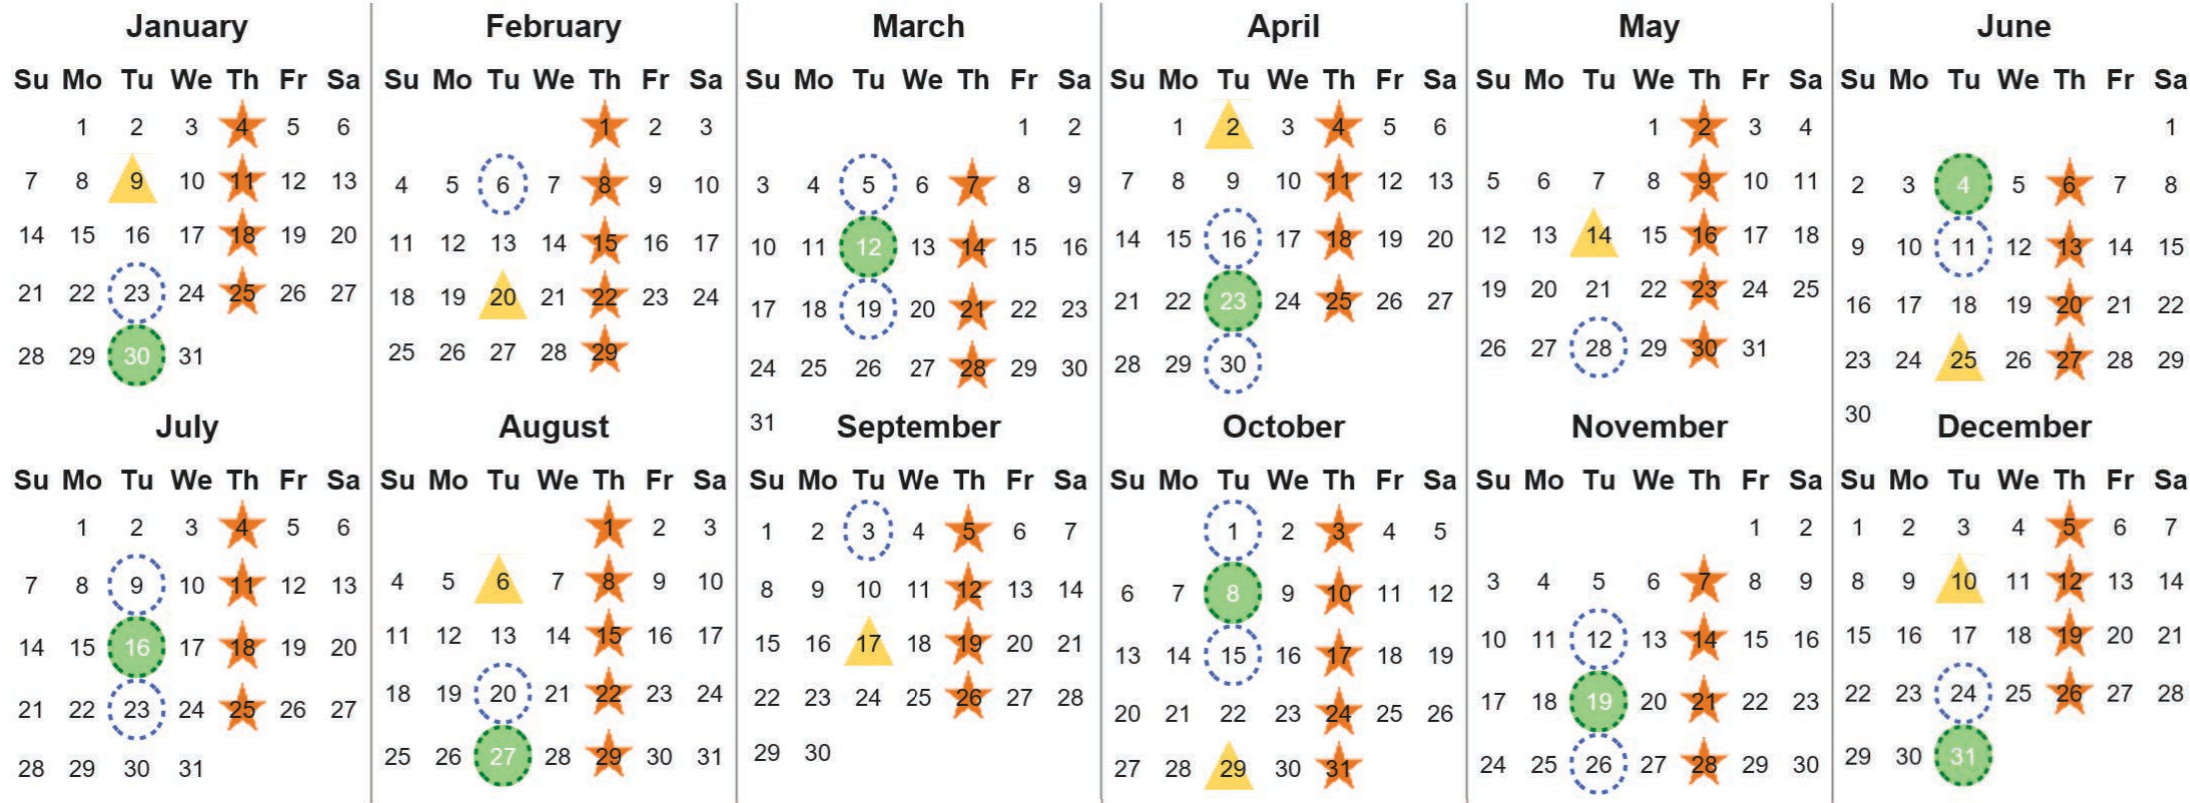 January
Su Mo Tu We Th Fr Sa
1 2 3 4 5 6
7 8 9 10 11 12 13
14 15 16 17 18 19 20
21 22 23 24 25 26 27
28 29 30 31
February
Su Mo Tu We Th Fr Sa
1 2 3
4 5 6 7 8 9 10
11 12 13 14 15 16 17
18 19 20 21 22 23 24
25 26 27 28 29
March
Su Mo Tu We Th Fr Sa
1 2
3 4 5 6 7 8 9
10 11 12 13 14 15 16
17 18 19 20 21 22 23
24 25 26 27 28 29 30
31
April
Su Mo Tu We Th Fr Sa
1 2 3 4 5 6
7 8 9 10 11 12 13
14 15 16 17 18 19 20
21 22 23 24 25 26 27
28 29 30
May
Su Mo Tu We Th Fr Sa
1 2 3 4
5 6 7 8 9 10 11
12 13 14 15 16 17 18
19 20 21 22 23 24 25
26 27 28 29 30 31
June
Su Mo Tu We Th Fr Sa
1
2 3 4 5 6 7 8
9 10 11 12 13 14 15
16 17 18 19 20 21 22
23 24 25 26 27 28 29
30
July
Su Mo Tu We Th Fr Sa
1 2 3 4 5 6
7 8 9 10 11 12 13
14 15 16 17 18 19 20
21 22 23 24 25 26 27
28 29 30 31
August
Su Mo Tu We Th Fr Sa
1 2 3
4 5 6 7 8 9 10
11 12 13 14 15 16 17
18 19 20 21 22 23 24
25 26 27 28 29 30 31
September
Su Mo Tu We Th Fr Sa
1 2 3 4 5 6 7
8 9 10 11 12 13 14
15 16 17 18 19 20 21
22 23 24 25 26 27 28
29 30
October
Su Mo Tu We Th Fr Sa
1 2 3 4 5
6 7 8 9 10 11 12
13 14 15 16 17 18 19
20 21 22 23 24 25 26
27 28 29 30 31
November
Su Mo Tu We Th Fr Sa
1 2
3 4 5 6 7 8 9
10 11 12 13 14 15 16
17 18 19 20 21 22 23
24 25 26 27 28 29 30
December
Su Mo Tu We Th Fr Sa
1 2 3 4 5 6 7
8 9 10 11 12 13 14
15 16 17 18 19 20 21
22 23 24 25 26 27 28
29 30 31